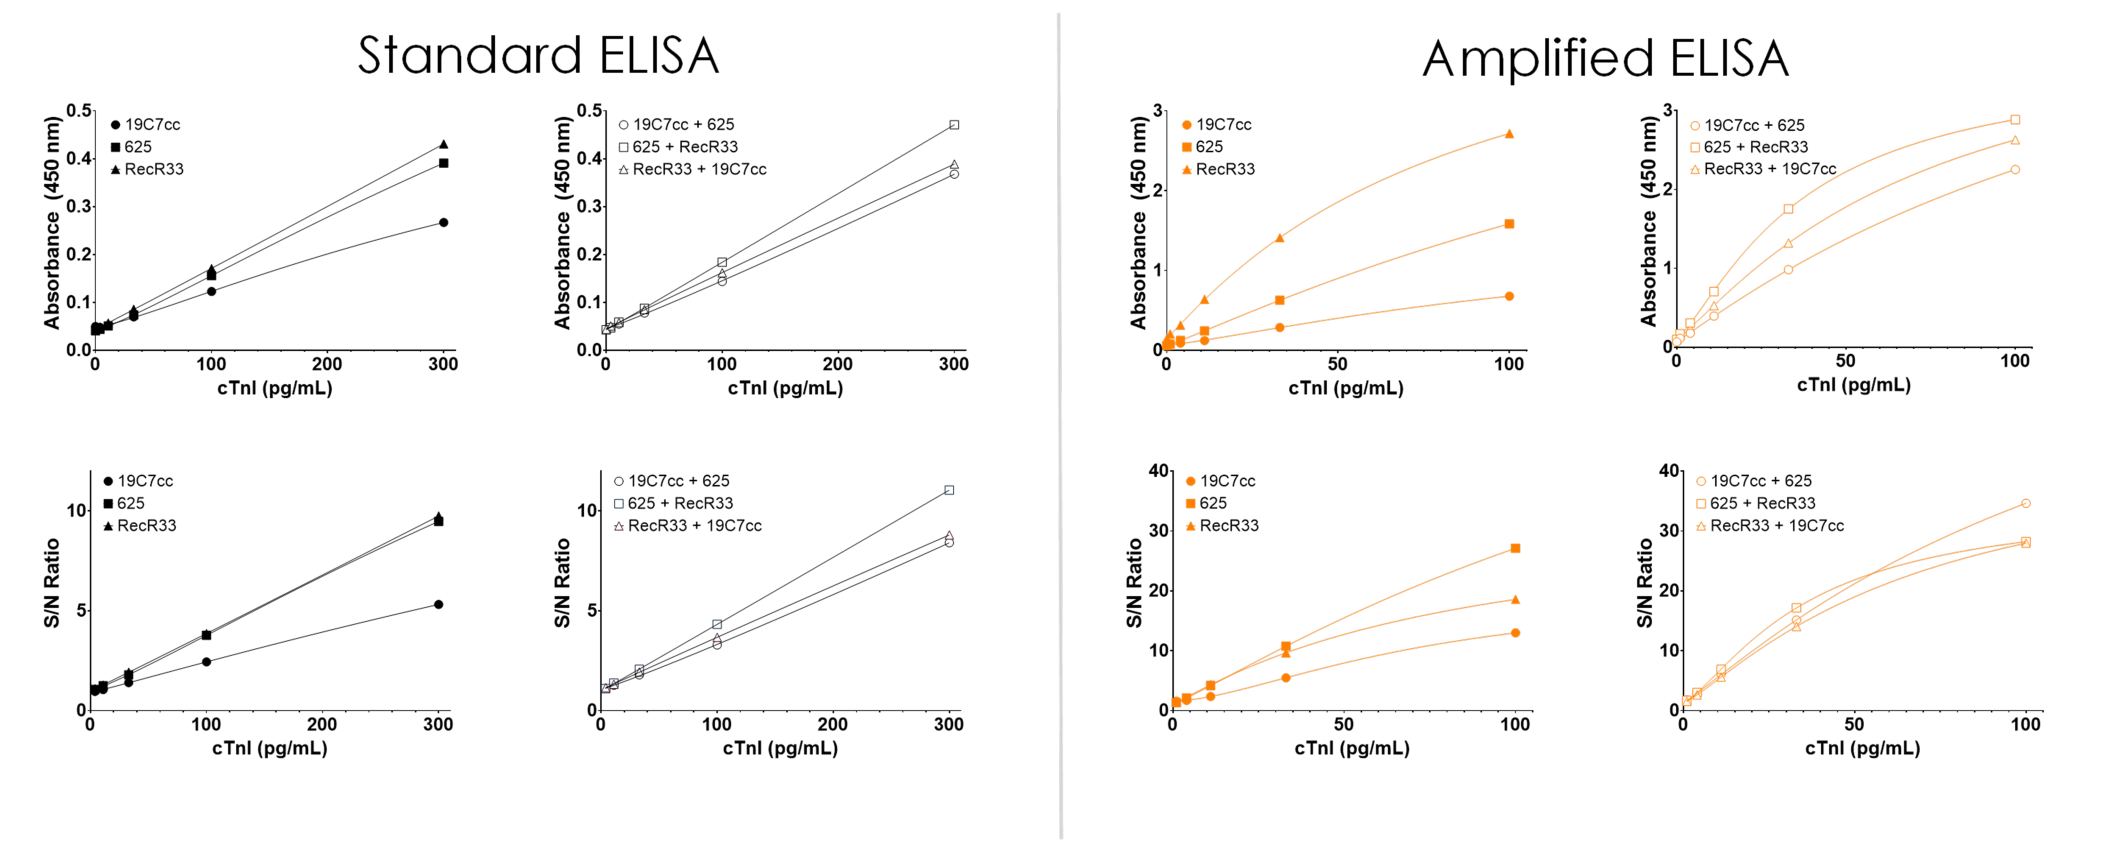 Standard ELISA
0.5
0.4
0.3
0.2
0.1
0.0
Absorbance (450 nm)
19C7cc
625
RecR33
0 100 200 300
cTnI (pg/mL)
0.5
0.4
0.3
0.2
0.1
0.0
Absorbance (450 nm)
19C7cc + 625
625 + RecR33
RecR33 + 19C7cc
0 100 200 300
cTnI (pg/mL)
10
5
0
S/N Ratio
19C7cc
625
RecR33
0 100 200 300
cTnI (pg/mL)
10
5
0
S/N Ratio
19C7cc + 625
625 + RecR33
RecR33 + 19C7cc
0 100 200 300
cTnI (pg/mL)
Amplified ELISA
3
2
1
0
Absorbance (450 nm)
19C7cc
625
RecR33
0 50 100
cTnI (pg/mL)
3
2
1
0
Absorbance (450 nm)
19C7cc + 625
625 + RecR33
RecR33 + 19C7cc
0 50 100
cTnI (pg/mL)
40
30
20
10
0
S/N Ratio
19C7cc
625
RecR33
0 50 100
cTnI (pg/mL)
40
30
20
10
0
S/N Ratio
19C7cc + 625
625 + RecR33
RecR33 + 19C7cc
0 50 100
cTnI (pg/mL)